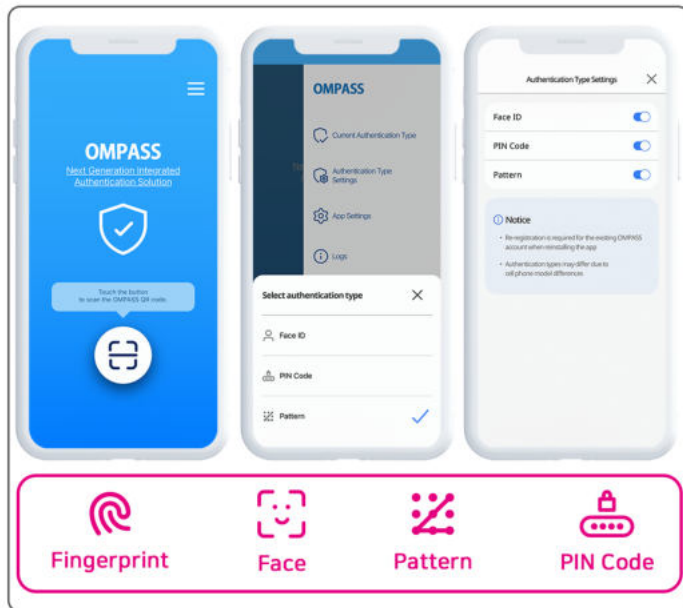 OMPASS
Next Generation Integrated
Authentication Solution
Touch the button
to scan the OMPASS QR code.
OMPASS
Current Authentication Type
Authentication Type
Settings
App Settings
Logs
Select authentication type
Face ID
PIN Code
Pattern
Authentication Type Settings
Face ID
PIN Code
Pattern
Notice
• Re-registration is required for the existing OMPASS
account when reinstalling the app
• Authentication types may differ due to
cell phone model differences
Fingerprint
Face
Pattern
PIN Code